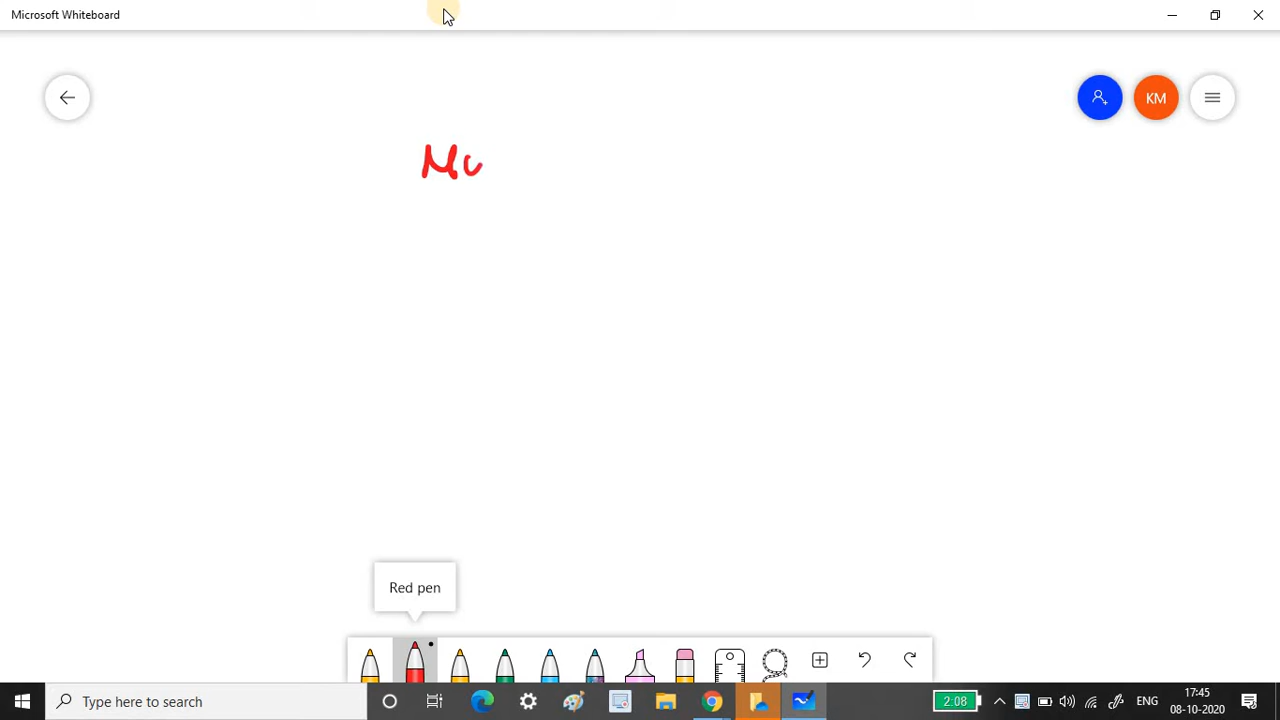 Microsoft Whiteboard
KM
Mc
Red pen
Type here to search
2:08
ENG
17:45
08-10-2020